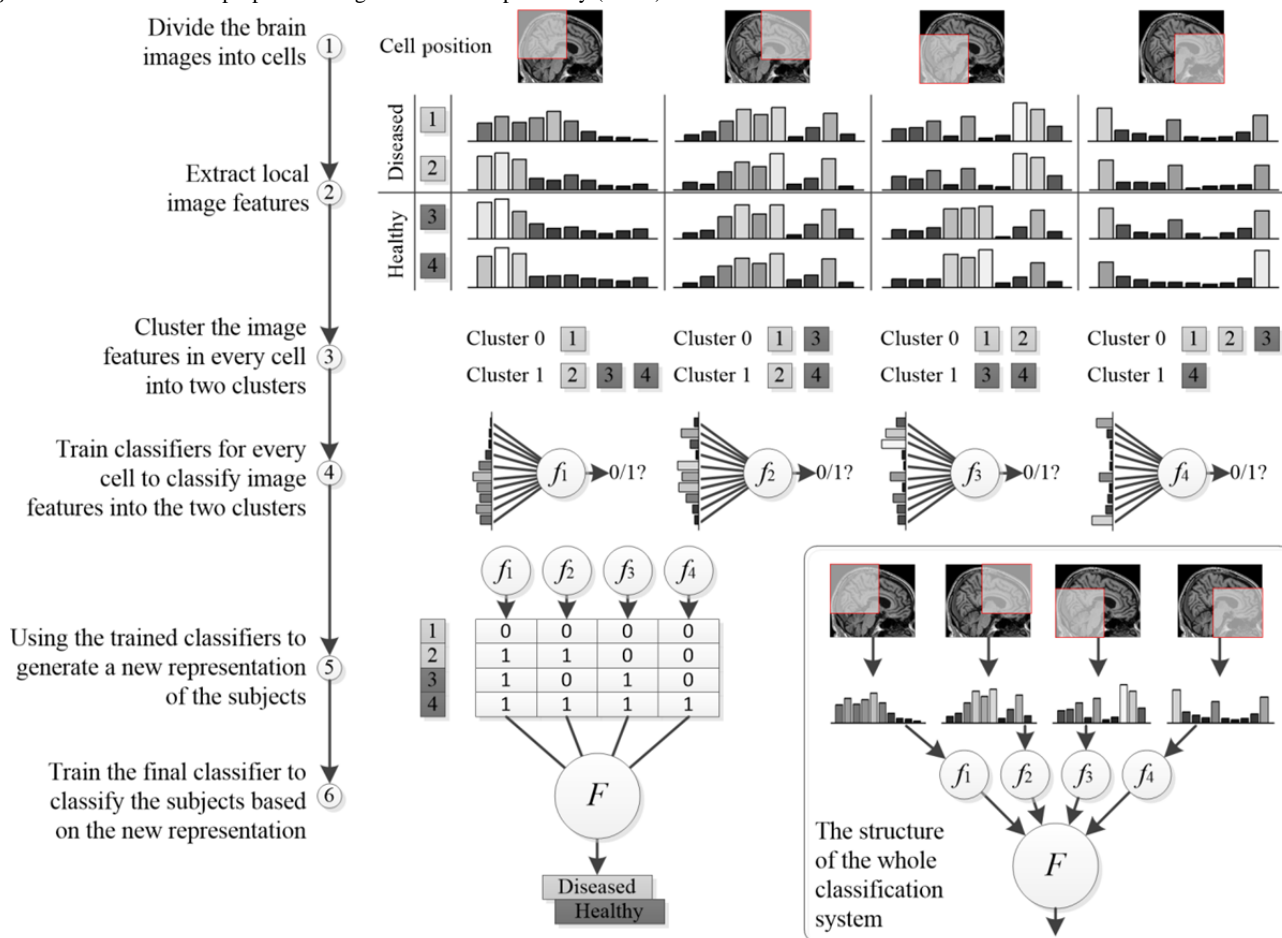 Divide the brain
images into cells
1
Extract local
image features
2
Cluster the image
features in every cell
into two clusters
3
Train classifiers for every
cell to classify image
features into the two clusters
4
Using the trained classifiers to
generate a new representation
of the subjects
5
Train the final classifier to
classify the subjects based
on the new representation
6
Cell position
Diseased
1
2
Healthy
3
4
Cluster 0 1
Cluster 1 2 3 4
Cluster 0 1 3
Cluster 1 2 4
Cluster 0 1 2
Cluster 1 3 4
Cluster 0 1 2 3
Cluster 1 4
f1 0/1?
f2 0/1?
f3 0/1?
f4 0/1?
f1 f2 f3 f4
1 0 0 0 0
2 1 1 0 0
3 1 0 1 0
4 1 1 1 1
F
Diseased
Healthy
f1 f2 f3 f4
F
The structure
of the whole
classification
system